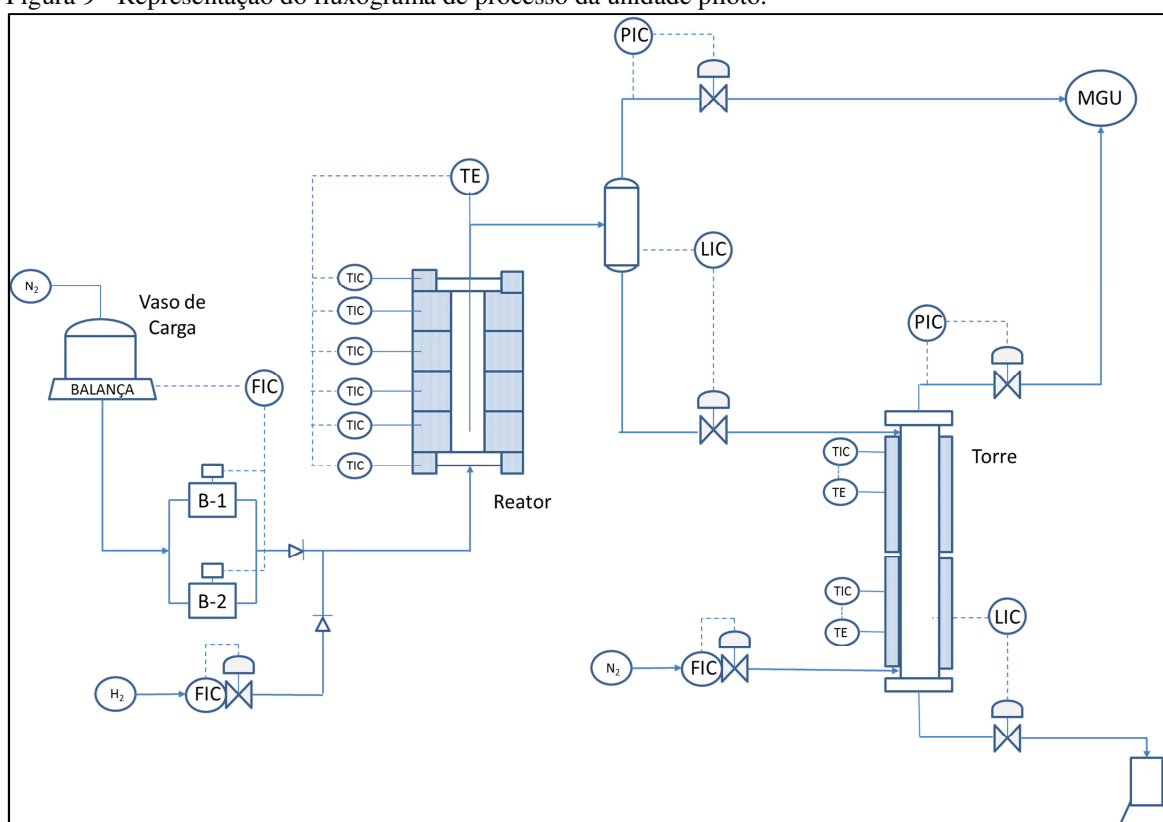 Figura 9 - Representação do fluxograma de processo da unidade piloto.
PIC
MGU
TE
LIC
TIC
TIC
TIC
TIC
TIC
TIC
N2
Vaso de
Carga
BALANÇA
FIC
Reator
B-1
B-2
H2
FIC
PIC
Torre
TIC
TE
TIC
TE
LIC
N2
FIC